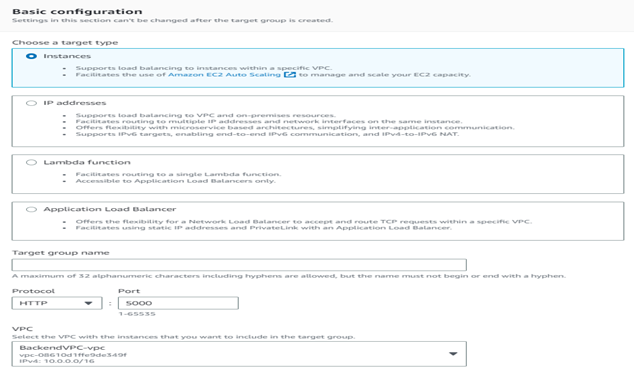 Basic configuration
Settings in this section can't be changed after the target group is created.
Choose a target type
Instances
• Supports load balancing to instances within a specific VPC.
• Facilitates the use of Amazon EC2 Auto Scaling to manage and scale your EC2 capacity.
IP addresses
• Supports load balancing to VPC and on-premises resources.
• Facilitates routing to multiple IP addresses and network interfaces on the same instance.
• Offers flexibility with microservice based architectures, simplifying inter-application communication.
• Supports IPv6 targets, enabling end-to-end IPv6 communication, and IPv4-to-IPv6 NAT.
Lambda function
• Facilitates routing to a single Lambda function.
• Accessible to Application Load Balancers only.
Application Load Balancer
• Offers the flexibility for a Network Load Balancer to accept and route TCP requests within a specific VPC.
• Facilitates using static IP addresses and PrivateLink with an Application Load Balancer.
Target group name
A maximum of 32 alphanumeric characters including hyphens are allowed, but the name must not begin or end with a hyphen.
Protocol Port
HTTP : 5000
1-65535
VPC
Select the VPC with the instances that you want to include in the target group.
BackendVPC-vpc
vpc-08610d1ffe9de349f
IPv4: 10.0.0.0/16